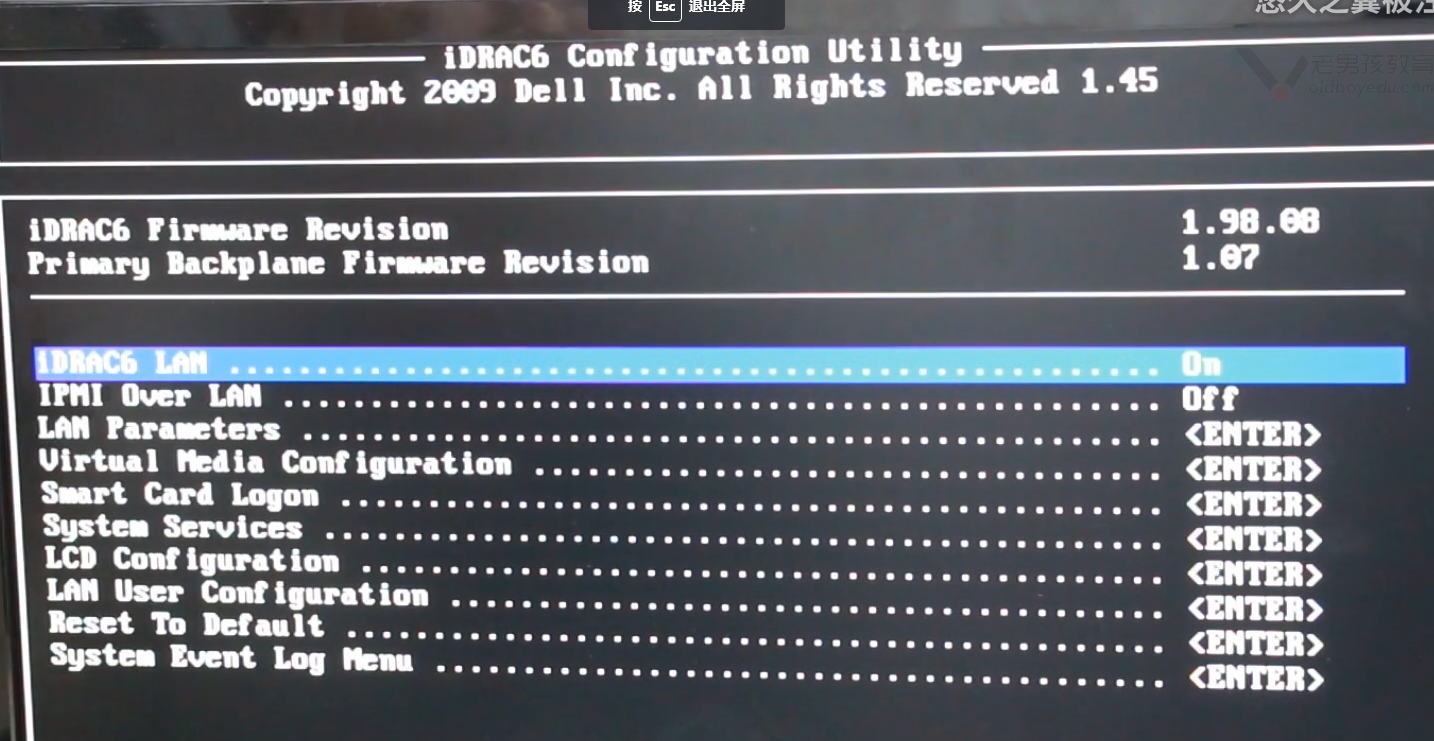 按 Esc 退出全屏
iDRAC6 Configuration Utility
Copyright 2009 Dell Inc. All Rights Reserved 1.45
老男孩教育
oldboyedu.com
iDRAC6 Firmware Revision 1.98.08
Primary Backplane Firmware Revision 1.07
iDRAC6 LAN ..................................................... On
IPMI Over LAN .................................................. Off
LAN Parameters ................................................. <ENTER>
Virtual Media Configuration .................................... <ENTER>
Smart Card Logon ............................................... <ENTER>
System Services ................................................ <ENTER>
LCD Configuration .............................................. <ENTER>
LAN User Configuration ......................................... <ENTER>
Reset To Default ............................................... <ENTER>
System Event Log Menu .......................................... <ENTER>